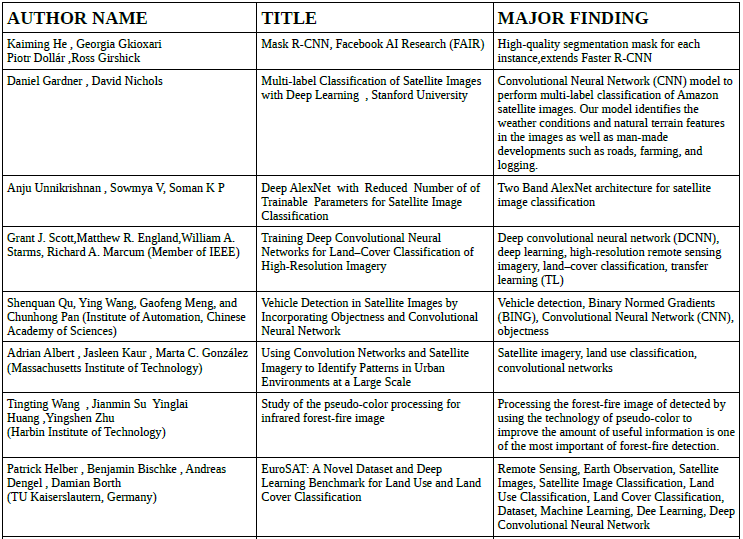 AUTHOR NAME
TITLE
MAJOR FINDING
Kaiming He , Georgia Gkioxari
Piotr Dollár ,Ross Girshick
Mask R-CNN, Facebook AI Research (FAIR)
High-quality segmentation mask for each
instance,extends Faster R-CNN
Daniel Gardner , David Nichols
Multi-label Classification of Satellite Images
with Deep Learning , Stanford University
Convolutional Neural Network (CNN) model to
perform multi-label classification of Amazon
satellite images. Our model identifies the
weather conditions and natural terrain features
in the images as well as man-made
developments such as roads, farming, and
logging.
Anju Unnikrishnan , Sowmya V, Soman K P
Deep AlexNet with Reduced Number of of
Trainable Parameters for Satellite Image
Classification
Two Band AlexNet architecture for satellite
image classification
Grant J. Scott,Matthew R. England,William A.
Starms, Richard A. Marcum (Member of IEEE)
Training Deep Convolutional Neural
Networks for Land–Cover Classification of
High-Resolution Imagery
Deep convolutional neural network (DCNN),
deep learning, high-resolution remote sensing
imagery, land–cover classification, transfer
learning (TL)
Shenquan Qu, Ying Wang, Gaofeng Meng, and
Chunhong Pan (Institute of Automation, Chinese
Academy of Sciences)
Vehicle Detection in Satellite Images by
Incorporating Objectness and Convolutional
Neural Network
Vehicle detection, Binary Normed Gradients
(BING), Convolutional Neural Network (CNN),
objectness
Adrian Albert , Jasleen Kaur , Marta C. González
(Massachusetts Institute of Technology)
Using Convolution Networks and Satellite
Imagery to Identify Patterns in Urban
Environments at a Large Scale
Satellite imagery, land use classification,
convolutional networks
Tingting Wang , Jianmin Su Yinglai
Huang ,Yingshen Zhu
(Harbin Institute of Technology)
Study of the pseudo-color processing for
infrared forest-fire image
Processing the forest-fire image of detected by
using the technology of pseudo-color to
improve the amount of useful information is one
of the most important of forest-fire detection.
Patrick Helber , Benjamin Bischke , Andreas
Dengel , Damian Borth
(TU Kaiserslautern, Germany)
EuroSAT: A Novel Dataset and Deep
Learning Benchmark for Land Use and Land
Cover Classification
Remote Sensing, Earth Observation, Satellite
Images, Satellite Image Classification, Land
Use Classification, Land Cover Classification,
Dataset, Machine Learning, Dee Learning, Deep
Convolutional Neural Network